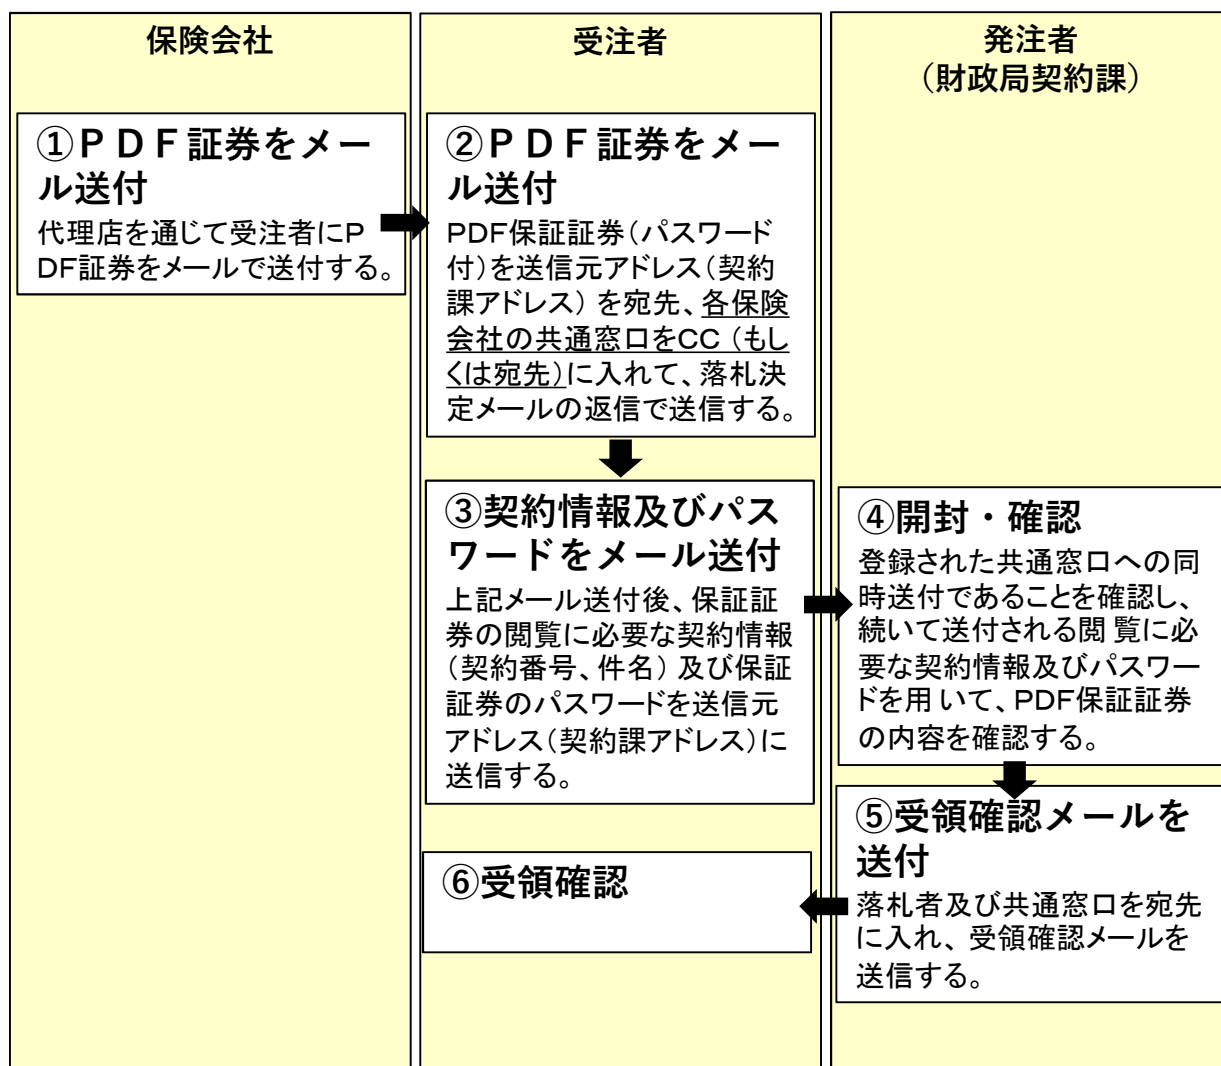 保険会社
受注者
発注者
（財政局契約課）
①ＰＤＦ証券をメー
ル送付
代理店を通じて受注者にＰ
ＤＦ証券をメールで送付する。
②ＰＤＦ証券をメー
ル送付
PDF保証証券（パスワード
付）を送信元アドレス（契約
課アドレス）を宛先、各保険
会社の共通窓口をCC（もし
くは宛先）に入れて、落札決
定メールの返信で送信する。
③契約情報及びパス
ワードをメール送付
上記メール送付後、保証証
券の閲覧に必要な契約情報
（契約番号、件名）及び保証
証券のパスワードを送信元
アドレス（契約課アドレス）に
送信する。
④開封・確認
登録された共通窓口への同
時送付であることを確認し、
続いて送付される閲 覧に必
要な契約情報及びパスワー
ドを用いて、PDF保証証券
の内容を確認する。
⑤受領確認メールを
送付
落札者及び共通窓口を宛先
に入れ、受領確認メールを
送信する。
⑥受領確認